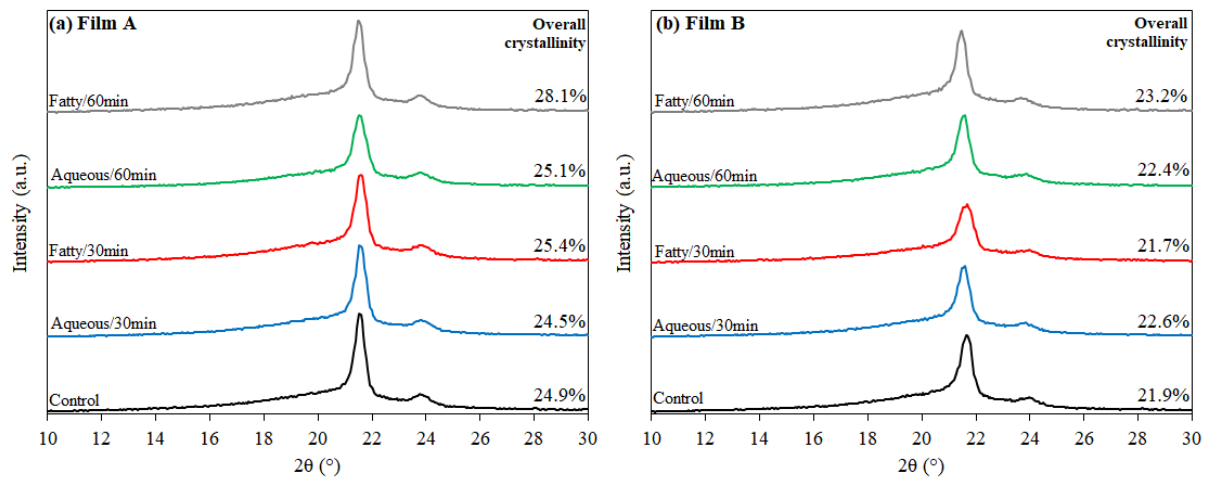 (a) Film A
Overall
crystallinity
Fatty/60min
28.1%
Aqueous/60min
25.1%
Fatty/30min
25.4%
Aqueous/30min
24.5%
Control
24.9%
Intensity (a.u.)
10 12 14 16 18 20 22 24 26 28 30
2θ (°)
(b) Film B
Overall
crystallinity
Fatty/60min
23.2%
Aqueous/60min
22.4%
Fatty/30min
21.7%
Aqueous/30min
22.6%
Control
21.9%
Intensity (a.u.)
10 12 14 16 18 20 22 24 26 28 30
2θ (°)